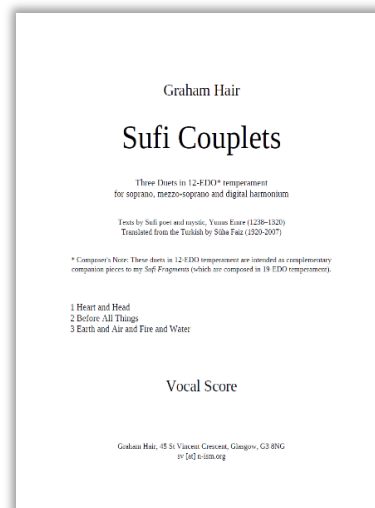 Graham Hair
Sufi Couplets
Three Duets in 12-EDO* temperament
for soprano, mezzo-soprano and digital harmonium
Texts by Sufi poet and mystic, Yunus Emre (1238–1320)
Translated from the Turkish by Süha Faiz (1920-2007)
* Composer's Note: These duets in 12-EDO temperament are intended as complementary
companion pieces to my Sufi Fragments (which are composed in 19 EDO temperament).
1 Heart and Head
2 Before All Things
3 Earth and Air and Fire and Water
Vocal Score
Graham Hair, 45 St Vincent Crescent, Glasgow, G3 8NG
sv [at] n-ism.org